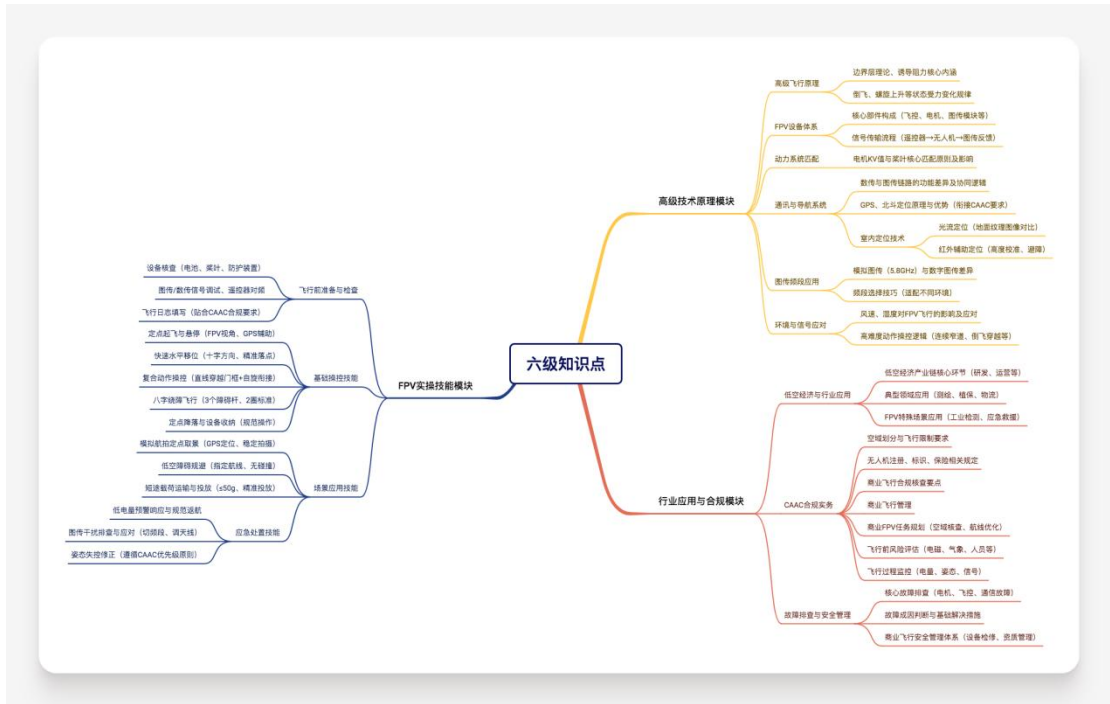 六级知识点
高级技术原理模块
高级飞行原理
边界层理论、诱导阻力核心内涵
倒飞、螺旋上升等状态受力变化规律
FPV设备体系
核心部件构成（飞控、电机、图传模块等）
信号传输流程（遥控器→无人机→图传反馈）
动力系统匹配
电机KV值与桨叶核心匹配原则及影响
通讯与导航系统
数传与图传链路的功能差异及协同逻辑
GPS、北斗定位原理与优势（衔接CAAC要求）
室内定位技术
光流定位（地面纹理图像对比）
红外辅助定位（高度校准、避障）
图传频段应用
模拟图传（5.8GHz）与数字图传差异
频段选择技巧（适配不同环境）
环境与信号应对
风速、湿度对FPV飞行的影响及应对
高难度动作操控逻辑（连续窄道、倒飞穿越等）
行业应用与合规模块
低空经济与行业应用
低空经济产业链核心环节（研发、运营等）
典型领域应用（测绘、植保、物流）
FPV特殊场景应用（工业检测、应急救援）
CAAC合规实务
空域划分与飞行限制要求
无人机注册、标识、保险相关规定
商业飞行合规核查要点
商业飞行管理
商业FPV任务规划（空域核查、航线优化）
飞行前风险评估（电磁、气象、人员等）
飞行过程监控（电量、姿态、信号）
故障排查与安全管理
核心故障排查（电机、飞控、通信故障）
故障成因判断与基础解决措施
商业飞行安全管理体系（设备检修、资质管理）
FPV实操技能模块
飞行前准备与检查
设备核查（电池、桨叶、防护装置）
图传/数传信号调试、遥控器对频
飞行日志填写（贴合CAAC合规要求）
基础操控技能
定点起飞与悬停（FPV视角、GPS辅助）
快速水平移位（十字方向、精准落点）
复合动作操控（直线穿越门框+自旋衔接）
八字绕障飞行（3个障碍杆、2圈标准）
定点降落与设备收纳（规范操作）
场景应用技能
模拟航拍定点取景（GPS定位、稳定拍摄）
低空障碍规避（指定航线、无碰撞）
短途载荷运输与投放（≤50g、精准投放）
应急处置技能
低电量预警响应与规范返航
图传干扰排查与应对（切频段、调天线）
姿态失控修正（遵循CAAC优先级原则）